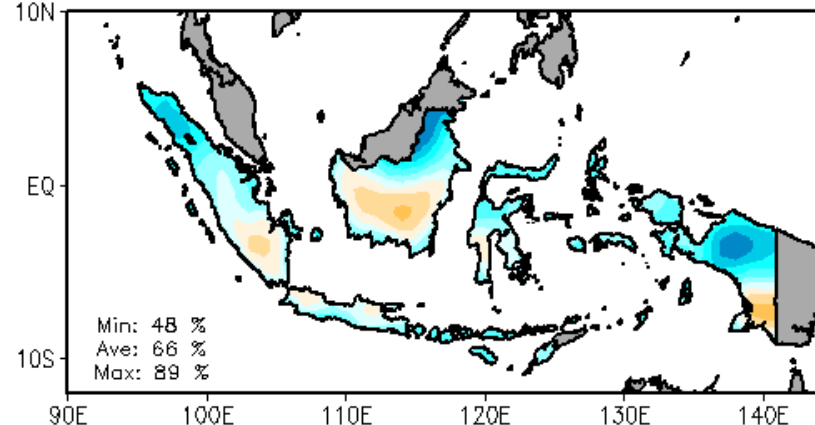 10N
EQ
10S
Min: 48 %
Ave: 66 %
Max: 89 %
90E 100E 110E 120E 130E 140E